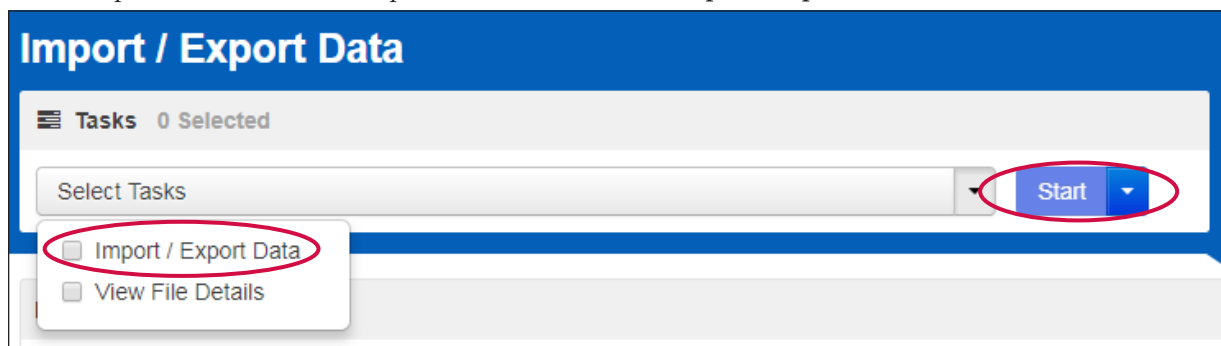 Import / Export Data
Tasks 0 Selected
Select Tasks
Start
Import / Export Data
View File Details